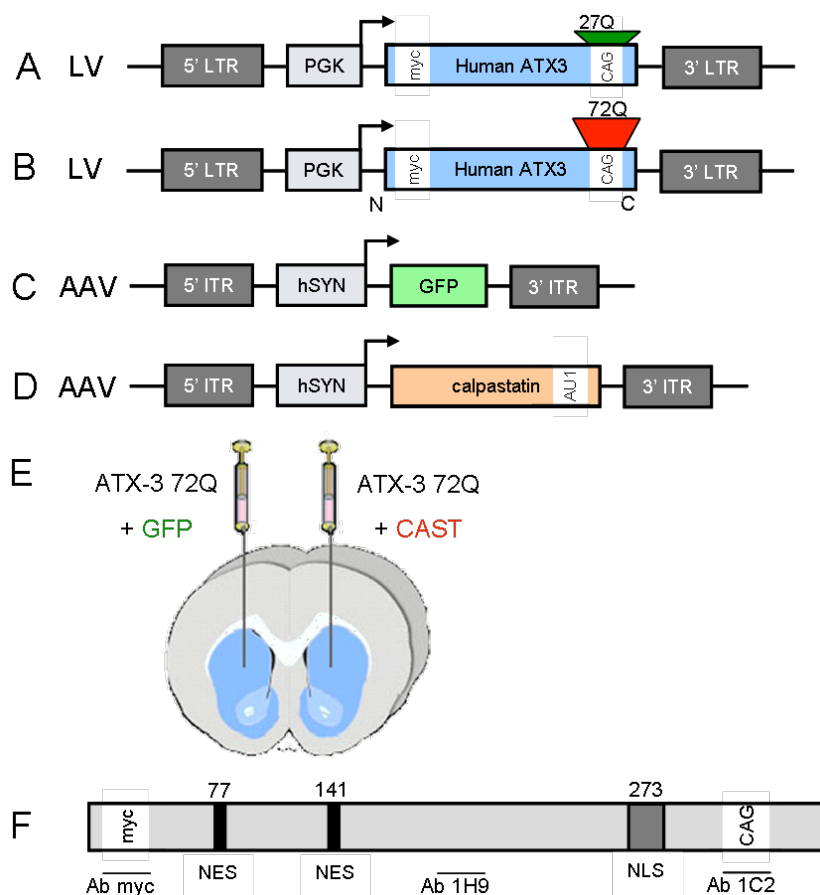 27Q
A LV 5' LTR PGK myc Human ATX3 CAG 3' LTR
72Q
B LV 5' LTR PGK myc Human ATX3 CAG 3' LTR
N C
C AAV 5' ITR hSYN GFP 3' ITR
D AAV 5' ITR hSYN calpastatin AU1 3' ITR
E
ATX-3 72Q ATX-3 72Q
+ GFP + CAST
77 141 273
F myc CAG
NES NES NLS
Ab myc Ab 1H9 Ab 1C2